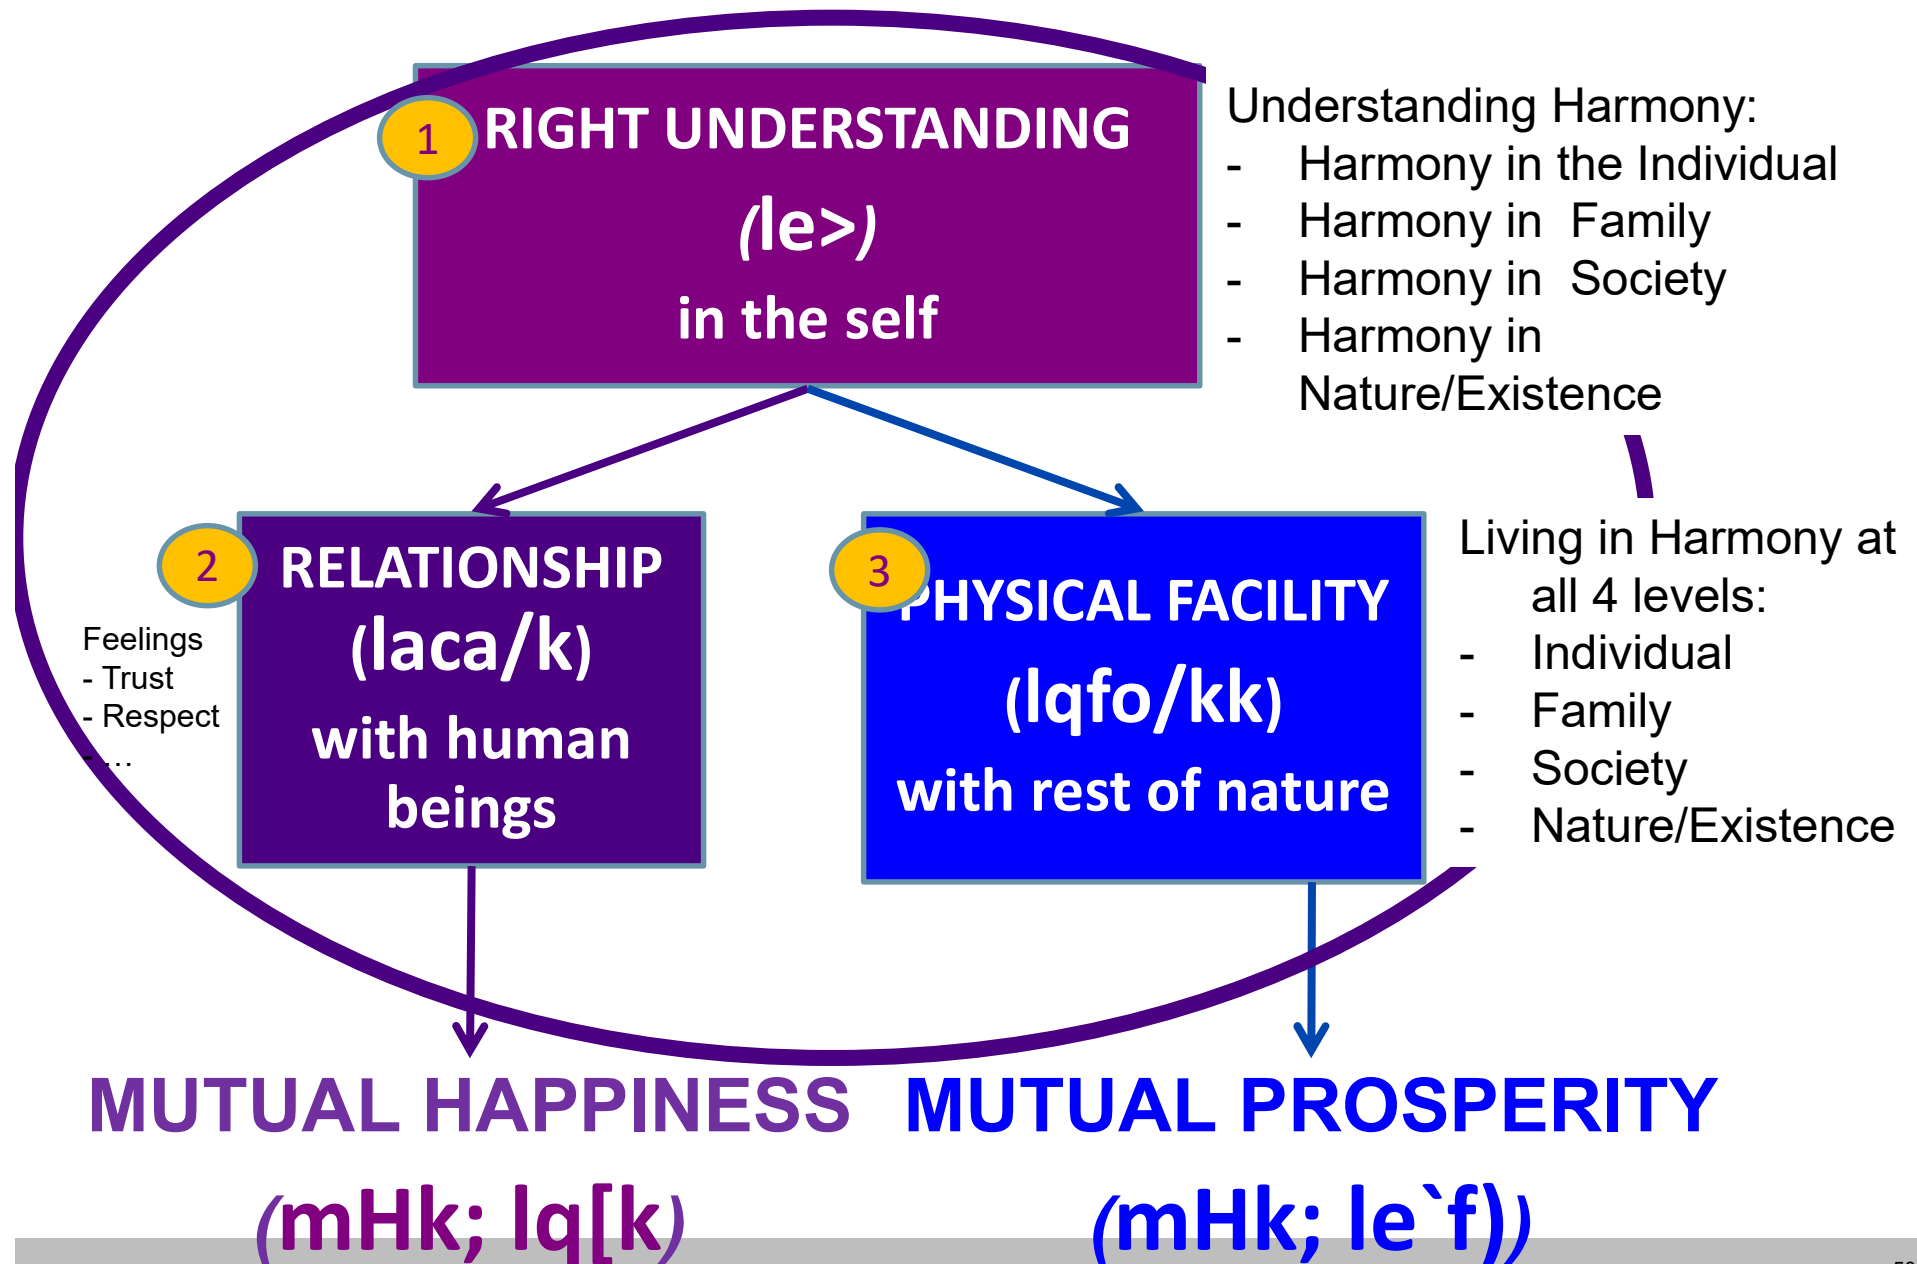 1
RIGHT UNDERSTANDING
(le>)
in the self
Understanding Harmony:
- Harmony in the Individual
- Harmony in Family
- Harmony in Society
- Harmony in
Nature/Existence
2
RELATIONSHIP
(laca/k)
with human
beings
Feelings
- Trust
- Respect
- …
3
PHYSICAL FACILITY
(lqfo/kk)
with rest of nature
Living in Harmony at
all 4 levels:
- Individual
- Family
- Society
- Nature/Existence
MUTUAL HAPPINESS
(mHk; lq[k)
MUTUAL PROSPERITY
(mHk; le`f))